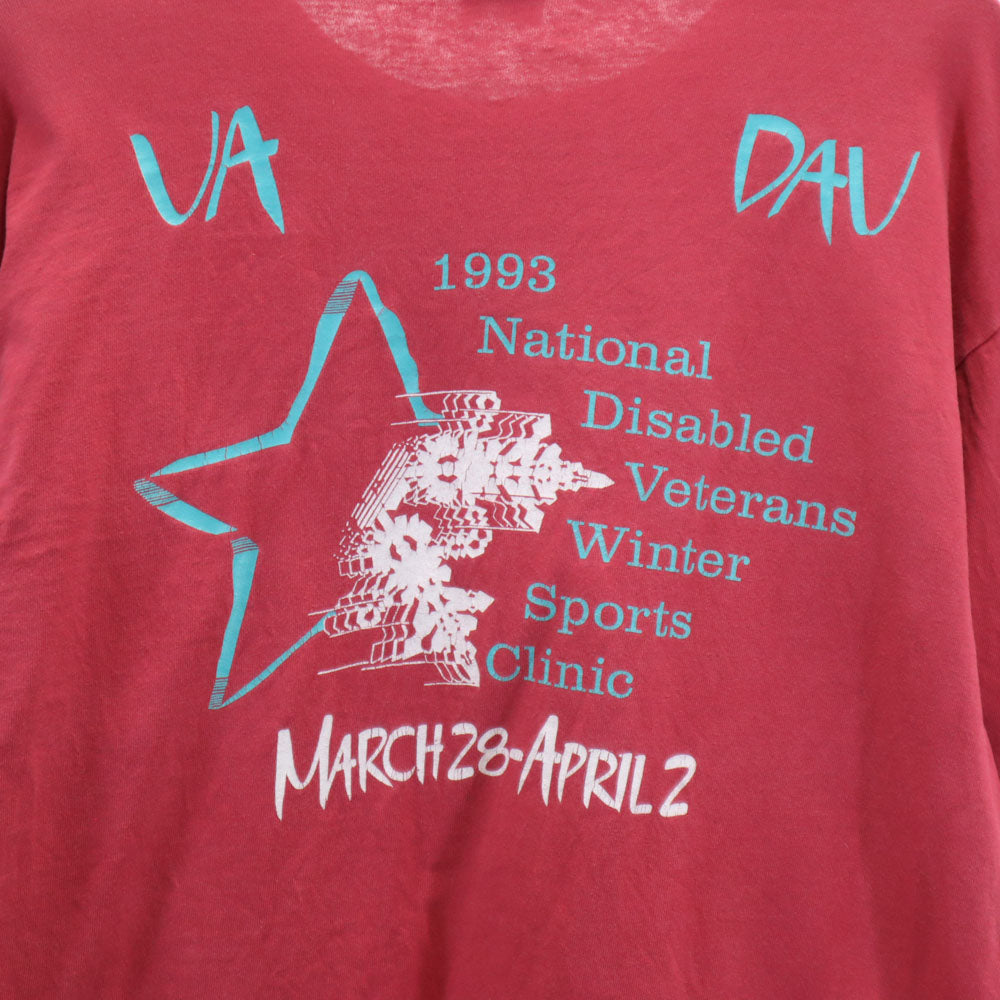 VA DAV
1993
National
Disabled
Veterans
Winter
Sports
Clinic
MARCH 28-APRIL 2